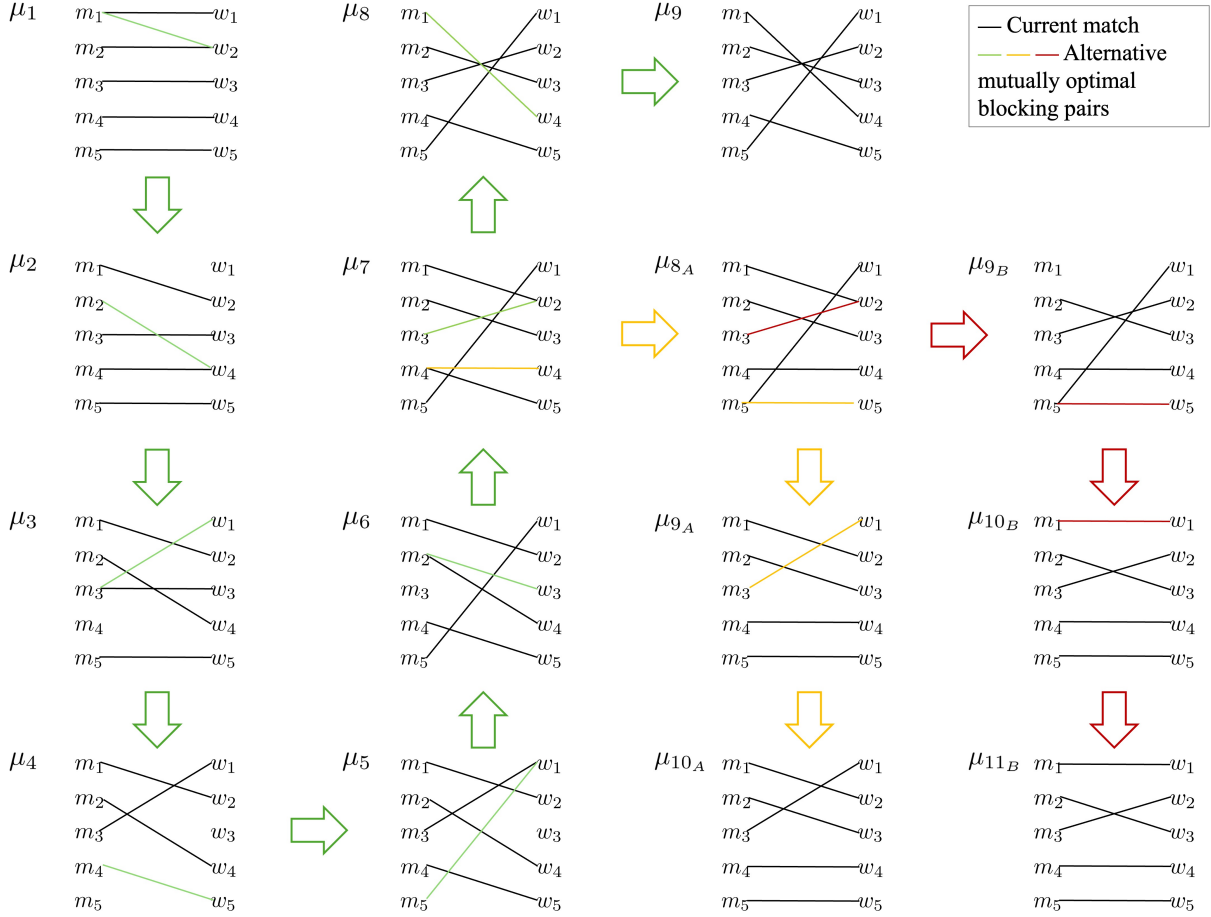 μ₁
m₁ w₁
m₂ w₂
m₃ w₃
m₄ w₄
m₅ w₅
μ₈
m₁ w₁
m₂ w₂
m₃ w₃
m₄ w₄
m₅ w₅
μ₉
m₁ w₁
m₂ w₂
m₃ w₃
m₄ w₄
m₅ w₅
Current match
Alternative
mutually optimal
blocking pairs
μ₂
m₁ w₁
m₂ w₂
m₃ w₃
m₄ w₄
m₅ w₅
μ₇
m₁ w₁
m₂ w₂
m₃ w₃
m₄ w₄
m₅ w₅
μ₈_A
m₁ w₁
m₂ w₂
m₃ w₃
m₄ w₄
m₅ w₅
μ₉_B
m₁ w₁
m₂ w₂
m₃ w₃
m₄ w₄
m₅ w₅
μ₃
m₁ w₁
m₂ w₂
m₃ w₃
m₄ w₄
m₅ w₅
μ₆
m₁ w₁
m₂ w₂
m₃ w₃
m₄ w₄
m₅ w₅
μ₉_A
m₁ w₁
m₂ w₂
m₃ w₃
m₄ w₄
m₅ w₅
μ₁₀_B
m₁ w₁
m₂ w₂
m₃ w₃
m₄ w₄
m₅ w₅
μ₄
m₁ w₁
m₂ w₂
m₃ w₃
m₄ w₄
m₅ w₅
μ₅
m₁ w₁
m₂ w₂
m₃ w₃
m₄ w₄
m₅ w₅
μ₁₀_A
m₁ w₁
m₂ w₂
m₃ w₃
m₄ w₄
m₅ w₅
μ₁₁_B
m₁ w₁
m₂ w₂
m₃ w₃
m₄ w₄
m₅ w₅